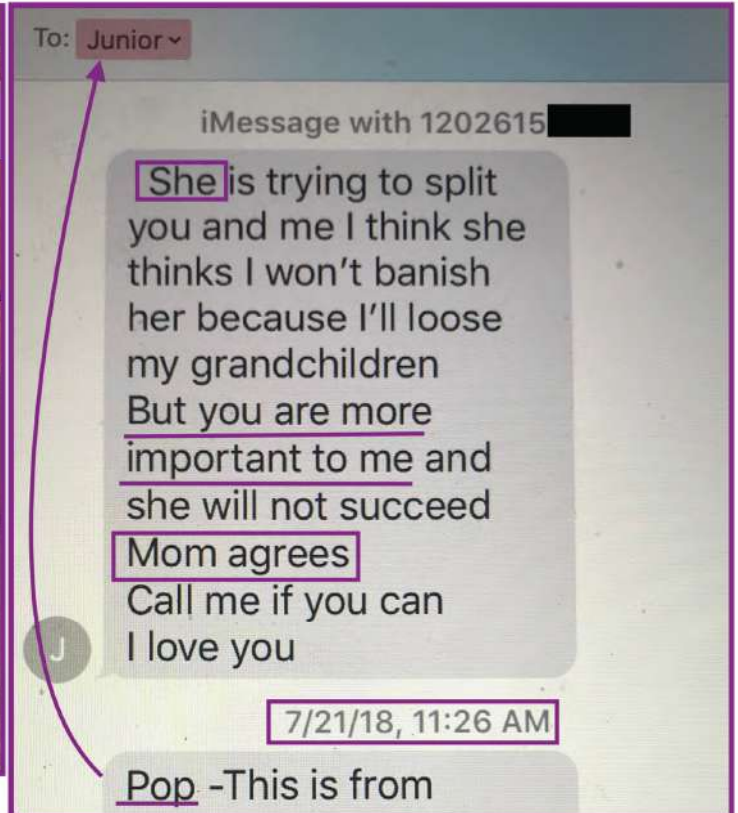 To: Junior
iMessage with 1202615
She is trying to split
you and me I think she
thinks I won't banish
her because I'll loose
my grandchildren
But you are more
important to me and
she will not succeed
Mom agrees
Call me if you can
I love you
J
7/21/18, 11:26 AM
Pop -This is from